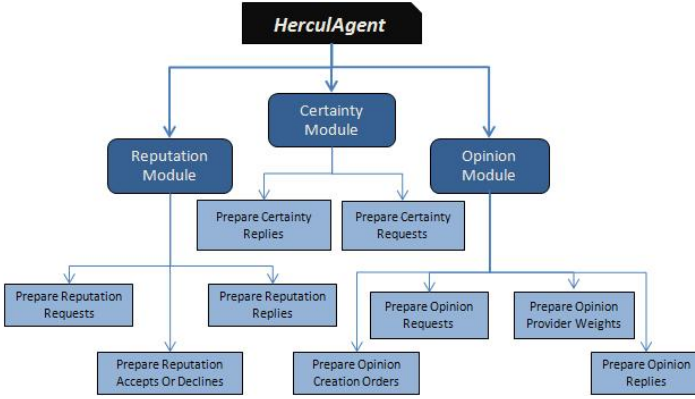 HerculAgent
Certainty
Module
Reputation
Module
Opinion
Module
Prepare Certainty
Replies
Prepare Certainty
Requests
Prepare Reputation
Requests
Prepare Reputation
Replies
Prepare Opinion
Requests
Prepare Opinion
Provider Weights
Prepare Reputation
Accepts Or Declines
Prepare Opinion
Creation Orders
Prepare Opinion
Replies